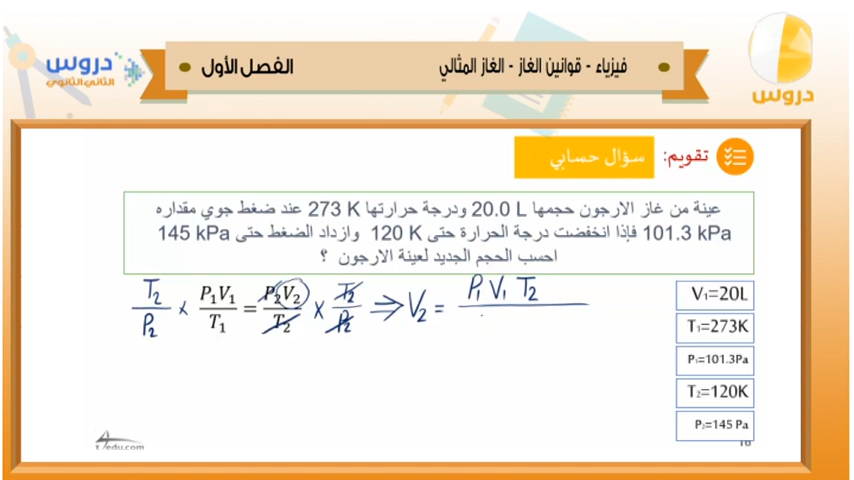 دروس
الثاني الثانوي
الفصل الأول
فيزياء - قوانين الغاز - الغاز المثالي
دروس
تقويم:
سؤال حسابي
عينة من غاز الارجون حجمها 20.0 L ودرجة حرارتها 273 K عند ضغط جوي مقداره
101.3 kPa فإذا انخفضت درجة الحرارة حتى 120 K وازداد الضغط حتى 145 kPa
احسب الحجم الجديد لعينة الارجون ؟
T₂/P₂ × P₁V₁/T₁ = P₂V₂/T₂ × T₂/P₂ ⇒ V₂ = P₁ V₁ T₂
V₁=20L
T₁=273K
P₁=101.3Pa
T₂=120K
P₂=145 Pa
16
t4edu.com